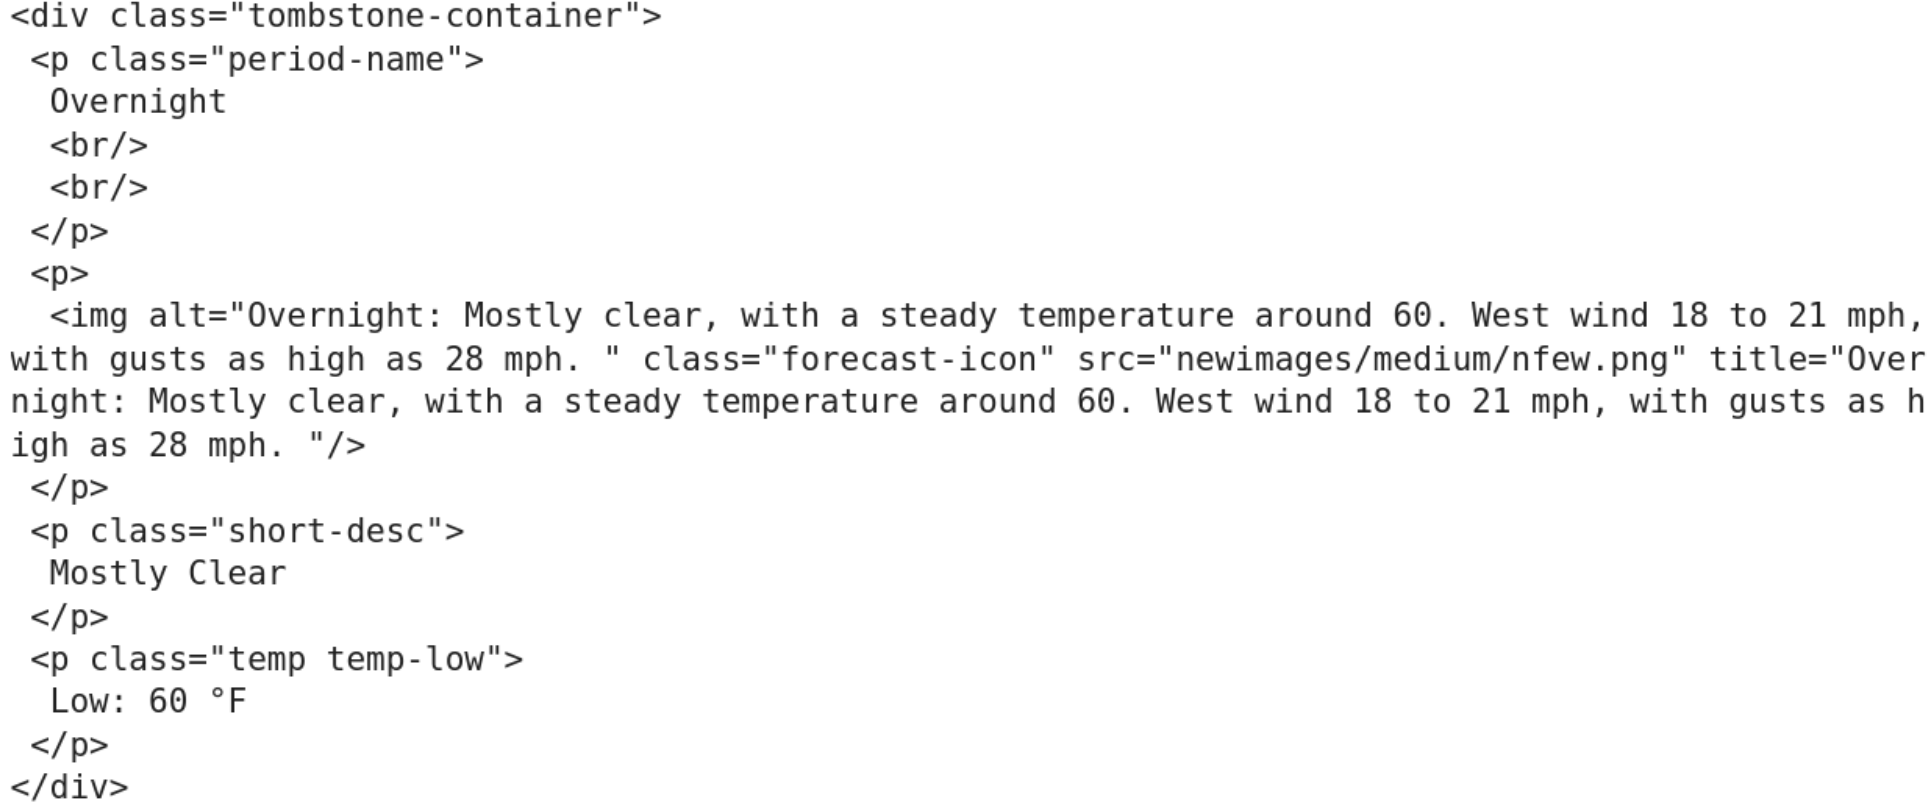 <div class="tombstone-container">
 <p class="period-name">
  Overnight
  <br/>
  <br/>
 </p>
 <p>
  <img alt="Overnight: Mostly clear, with a steady temperature around 60. West wind 18 to 21 mph,
with gusts as high as 28 mph. " class="forecast-icon" src="newimages/medium/nfew.png" title="Over
night: Mostly clear, with a steady temperature around 60. West wind 18 to 21 mph, with gusts as h
igh as 28 mph. "/>
 </p>
 <p class="short-desc">
  Mostly Clear
 </p>
 <p class="temp temp-low">
  Low: 60 °F
 </p>
</div>